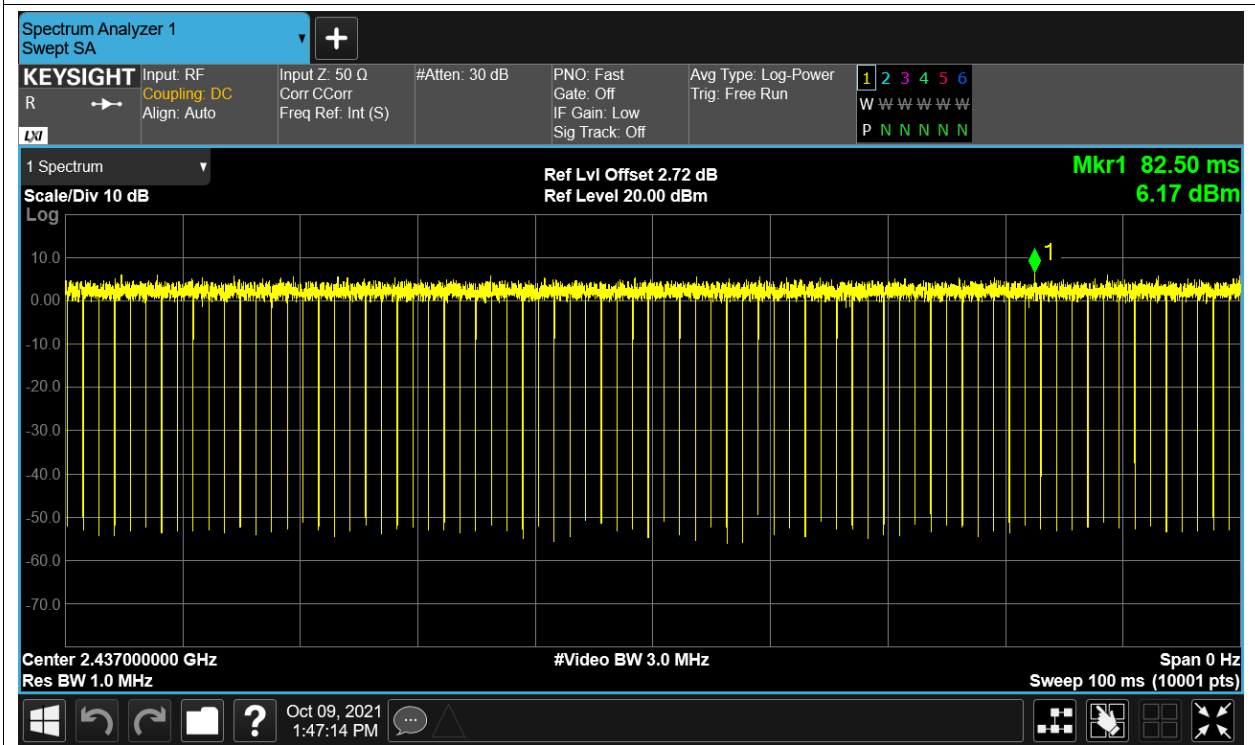 Spectrum Analyzer 1
Swept SA
KEYSIGHT
R
LXI
Input: RF
Coupling: DC
Align: Auto
Input Z: 50 Ω
Corr CCorr
Freq Ref: Int (S)
#Atten: 30 dB
PNO: Fast
Gate: Off
IF Gain: Low
Sig Track: Off
Avg Type: Log-Power
Trig: Free Run
1 2 3 4 5 6
W W W W W W
P N N N N N
1 Spectrum
Scale/Div 10 dB
Ref Lvl Offset 2.72 dB
Ref Level 20.00 dBm
Mkr1 82.50 ms
6.17 dBm
Log
1
10.0
0.00
-10.0
-20.0
-30.0
-40.0
-50.0
-60.0
-70.0
Center 2.437000000 GHz
Res BW 1.0 MHz
#Video BW 3.0 MHz
Span 0 Hz
Sweep 100 ms (10001 pts)
?
Oct 09, 2021
1:47:14 PM